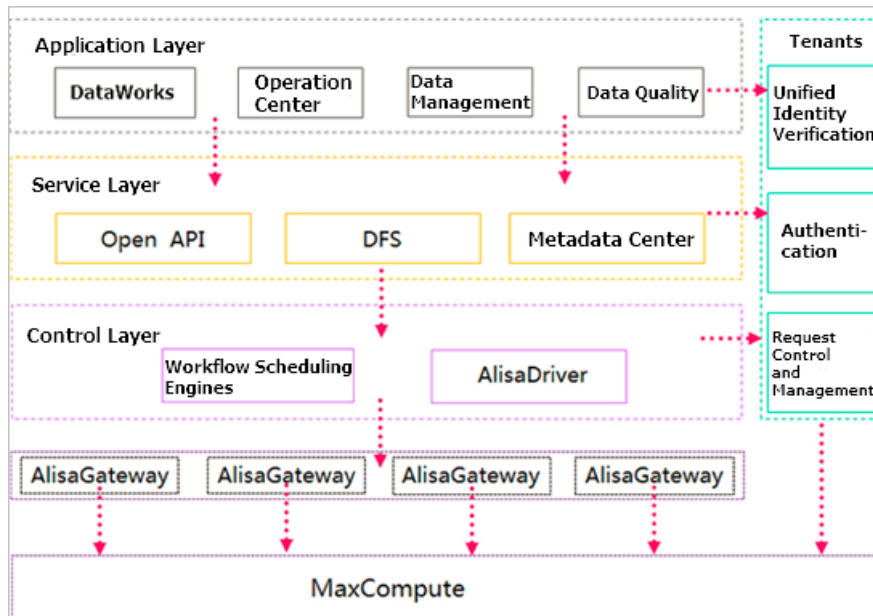 Application Layer
DataWorks
Operation
Center
Data
Management
Data Quality
Tenants
Unified
Identity
Verification
Service Layer
Open API
DFS
Metadata Center
Authenti-
cation
Control Layer
Workflow Scheduling
Engines
AlisaDriver
Request
Control
and
Management
AlisaGateway
AlisaGateway
AlisaGateway
AlisaGateway
MaxCompute